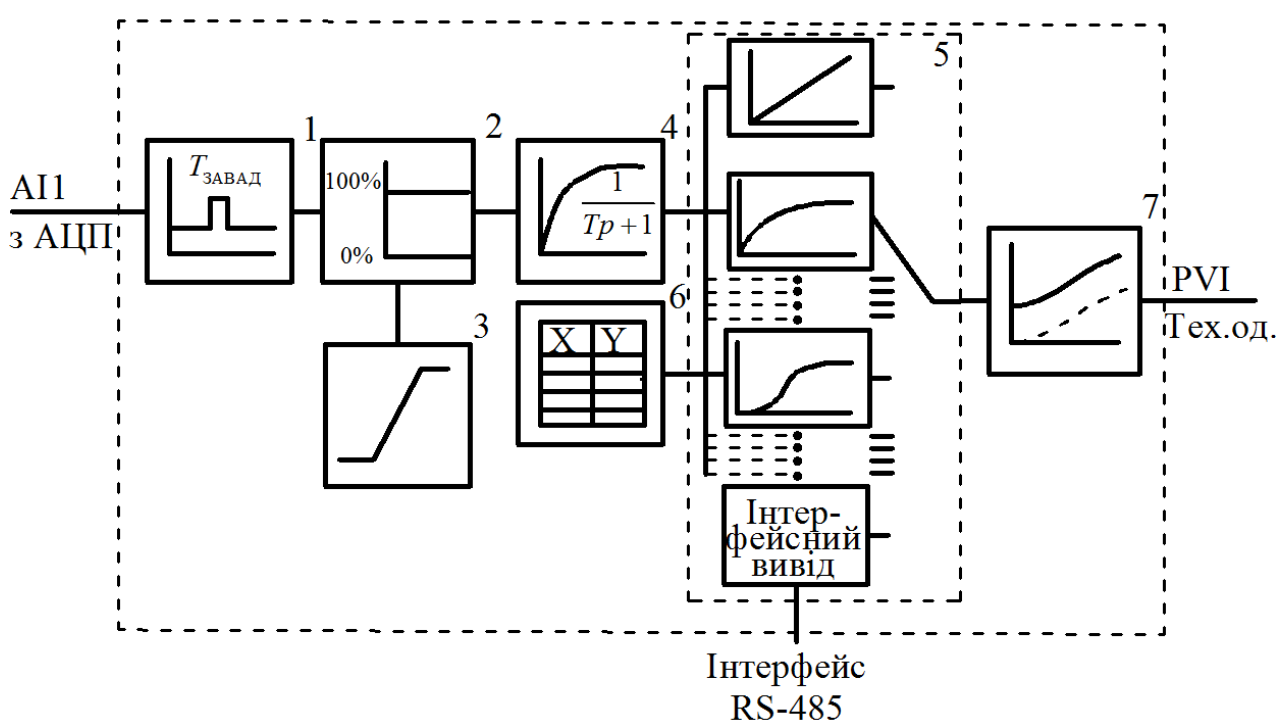 5
1
2
4
Tзавад
100%
0%
1
Tp + 1
AI1
з АЦП
7
PVI
Тех.од.
6
X Y
3
Інтер-
фейсний
вивід
Інтерфейс
RS-485